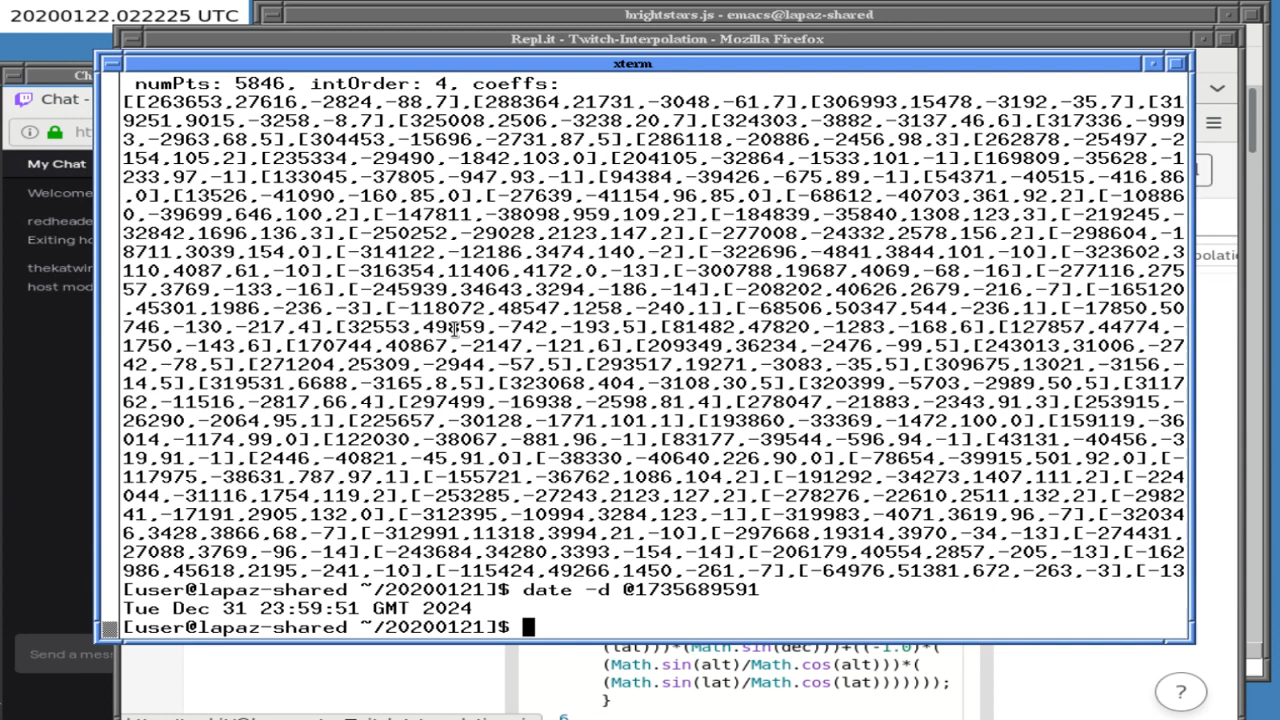 20200122.022225 UTC
brightstars.js - emacs@lapaz-shared
Repl.it - Twitch-Interpolation - Mozilla Firefox
xterm
Chat -
My Chat
Welcome
redheade
Exiting ho
thekatwin
host mod
Send a mess
numPts: 5846, intOrder: 4, coeffs:
[[263653,27616,-2824,-88,7],[288364,21731,-3048,-61,7],[306993,15478,-3192,-35,7],[31
9251,9015,-3258,-8,7],[325008,2506,-3238,20,7],[324303,-3882,-3137,46,6],[317336,-999
3,-2963,68,5],[304453,-15696,-2731,87,5],[286118,-20886,-2456,98,3],[262878,-25497,-2
154,105,2],[235334,-29490,-1842,103,0],[204105,-32864,-1533,101,-1],[169809,-35628,-1
233,97,-1],[133045,-37805,-947,93,-1],[94384,-39426,-675,89,-1],[54371,-40515,-416,86
,0],[13526,-41090,-160,85,0],[-27639,-41154,96,85,0],[-68612,-40703,361,92,2],[-10886
0,-39699,646,100,2],[-147811,-38098,959,109,2],[-184839,-35840,1308,123,3],[-219245,-
32842,1696,136,3],[-250252,-29028,2123,147,2],[-277008,-24332,2578,156,2],[-298604,-1
8711,3039,154,0],[-314122,-12186,3474,140,-2],[-322696,-4841,3844,101,-10],[-323602,3
110,4087,61,-10],[-316354,11406,4172,0,-13],[-300788,19687,4069,-68,-16],[-277116,275
57,3769,-133,-16],[-245939,34643,3294,-186,-14],[-208202,40626,2679,-216,-7],[-165120
,45301,1986,-236,-3],[-118072,48547,1258,-240,1],[-68506,50347,544,-236,1],[-17850,50
746,-130,-217,4],[32553,49859,-742,-193,5],[81482,47820,-1283,-168,6],[127857,44774,-
1750,-143,6],[170744,40867,-2147,-121,6],[209349,36234,-2476,-99,5],[243013,31006,-27
42,-78,5],[271204,25309,-2944,-57,5],[293517,19271,-3083,-35,5],[309675,13021,-3156,-
14,5],[319531,6688,-3165,8,5],[323068,404,-3108,30,5],[320399,-5703,-2989,50,5],[3117
62,-11516,-2817,66,4],[297499,-16938,-2598,81,4],[278047,-21883,-2343,91,3],[253915,-
26290,-2064,95,1],[225657,-30128,-1771,101,1],[193860,-33369,-1472,100,0],[159119,-36
014,-1174,99,0],[122030,-38067,-881,96,-1],[83177,-39544,-596,94,-1],[43131,-40456,-3
19,91,-1],[2446,-40821,-45,91,0],[-38330,-40640,226,90,0],[-78654,-39915,501,92,0],[-
117975,-38631,787,97,1],[-155721,-36762,1086,104,2],[-191292,-34273,1407,111,2],[-224
044,-31116,1754,119,2],[-253285,-27243,2123,127,2],[-278276,-22610,2511,132,2],[-2982
41,-17191,2905,132,0],[-312395,-10994,3284,123,-1],[-319983,-4071,3619,96,-7],[-32034
6,3428,3866,68,-7],[-312991,11318,3994,21,-10],[-297668,19314,3970,-34,-13],[-274431,
27088,3769,-96,-14],[-243684,34280,3393,-154,-14],[-206179,40554,2857,-205,-13],[-162
986,45618,2195,-241,-10],[-115424,49266,1450,-261,-7],[-64976,51381,672,-263,-3],[-13
[user@lapaz-shared ~/20200121]$ date -d @1735689591
Tue Dec 31 23:59:51 GMT 2024
[user@lapaz-shared ~/20200121]$
(lat)))*(Math.sin(dec)))+((-1.0)*(
(Math.sin(alt)/Math.cos(alt)))*(
(Math.sin(lat)/Math.cos(lat)))))));
}
?